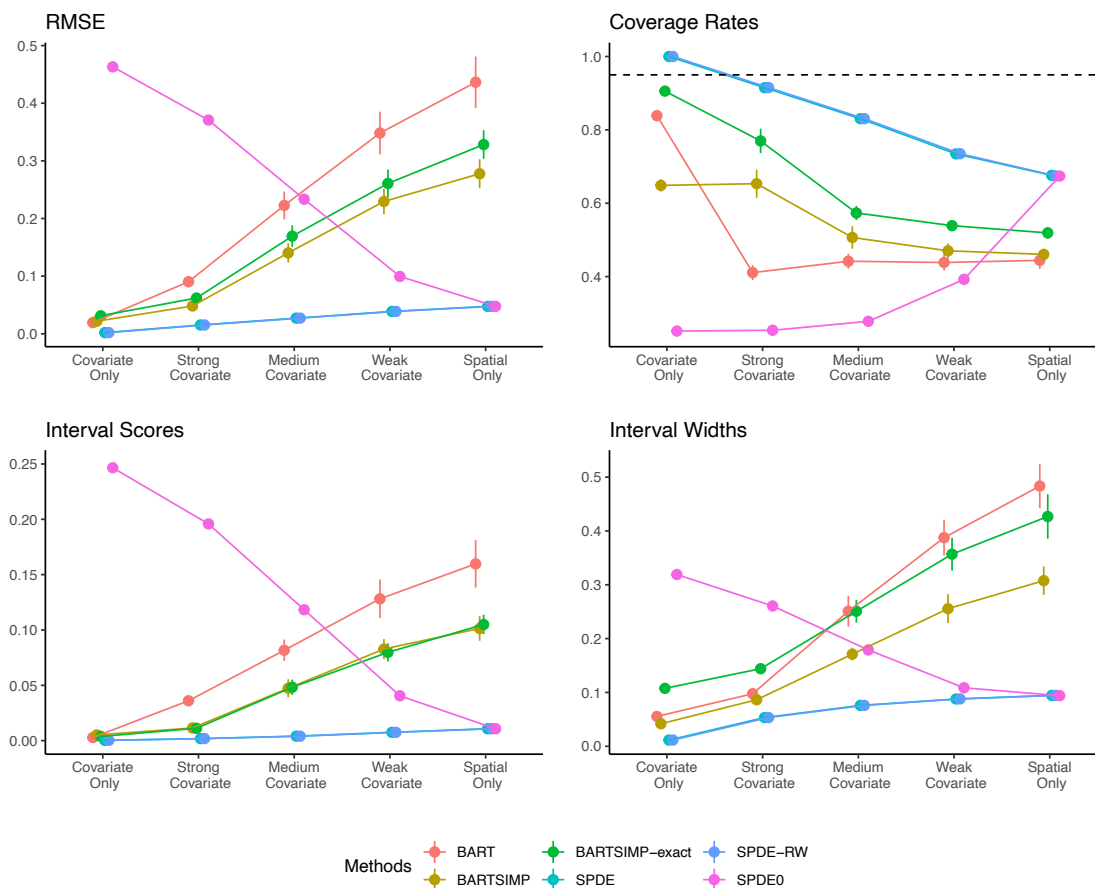 RMSE
0.5
0.4
0.3
0.2
0.1
0.0
Covariate Only
Strong Covariate
Medium Covariate
Weak Covariate
Spatial Only
Coverage Rates
1.0
0.8
0.6
0.4
Covariate Only
Strong Covariate
Medium Covariate
Weak Covariate
Spatial Only
Interval Scores
0.25
0.20
0.15
0.10
0.05
0.00
Covariate Only
Strong Covariate
Medium Covariate
Weak Covariate
Spatial Only
Interval Widths
0.5
0.4
0.3
0.2
0.1
0.0
Covariate Only
Strong Covariate
Medium Covariate
Weak Covariate
Spatial Only
Methods
BART
BARTSIMP
BARTSIMP−exact
SPDE
SPDE−RW
SPDE0